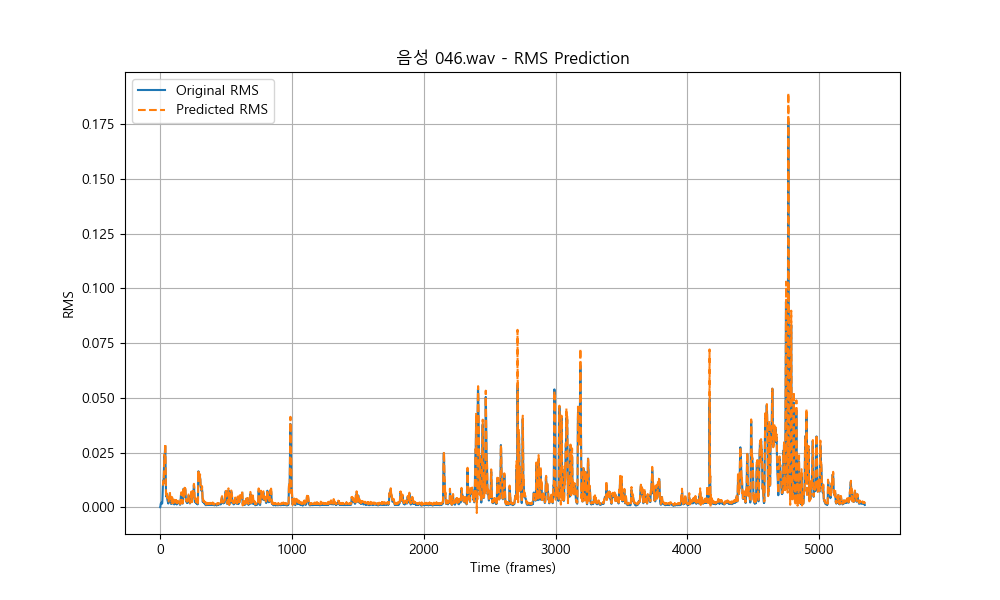 음성 046.wav - RMS Prediction
Original RMS
Predicted RMS
0.175
0.150
0.125
0.100
0.075
0.050
0.025
0.000
RMS
0 1000 2000 3000 4000 5000
Time (frames)